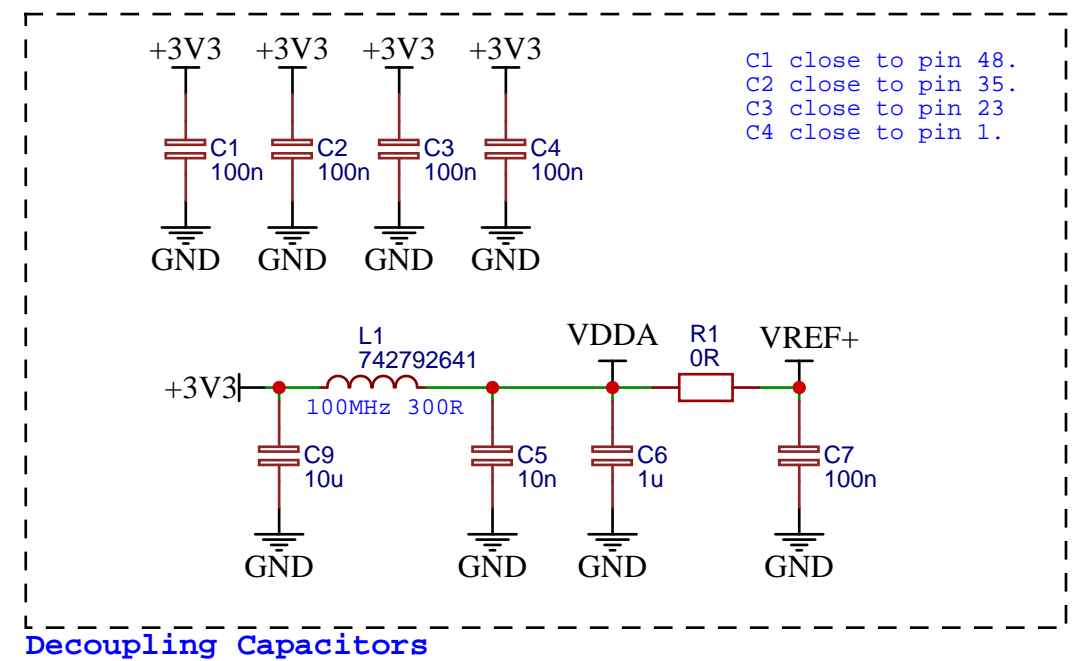 +3V3 +3V3 +3V3 +3V3
C1 close to pin 48.
C2 close to pin 35.
C3 close to pin 23
C4 close to pin 1.
C1 C2 C3 C4
100n 100n 100n 100n
GND GND GND GND
L1 VDDA R1 VREF+
742792641 0R
+3V3
100MHz 300R
C9 C5 C6 C7
10u 10n 1u 100n
GND GND GND GND
Decoupling Capacitors